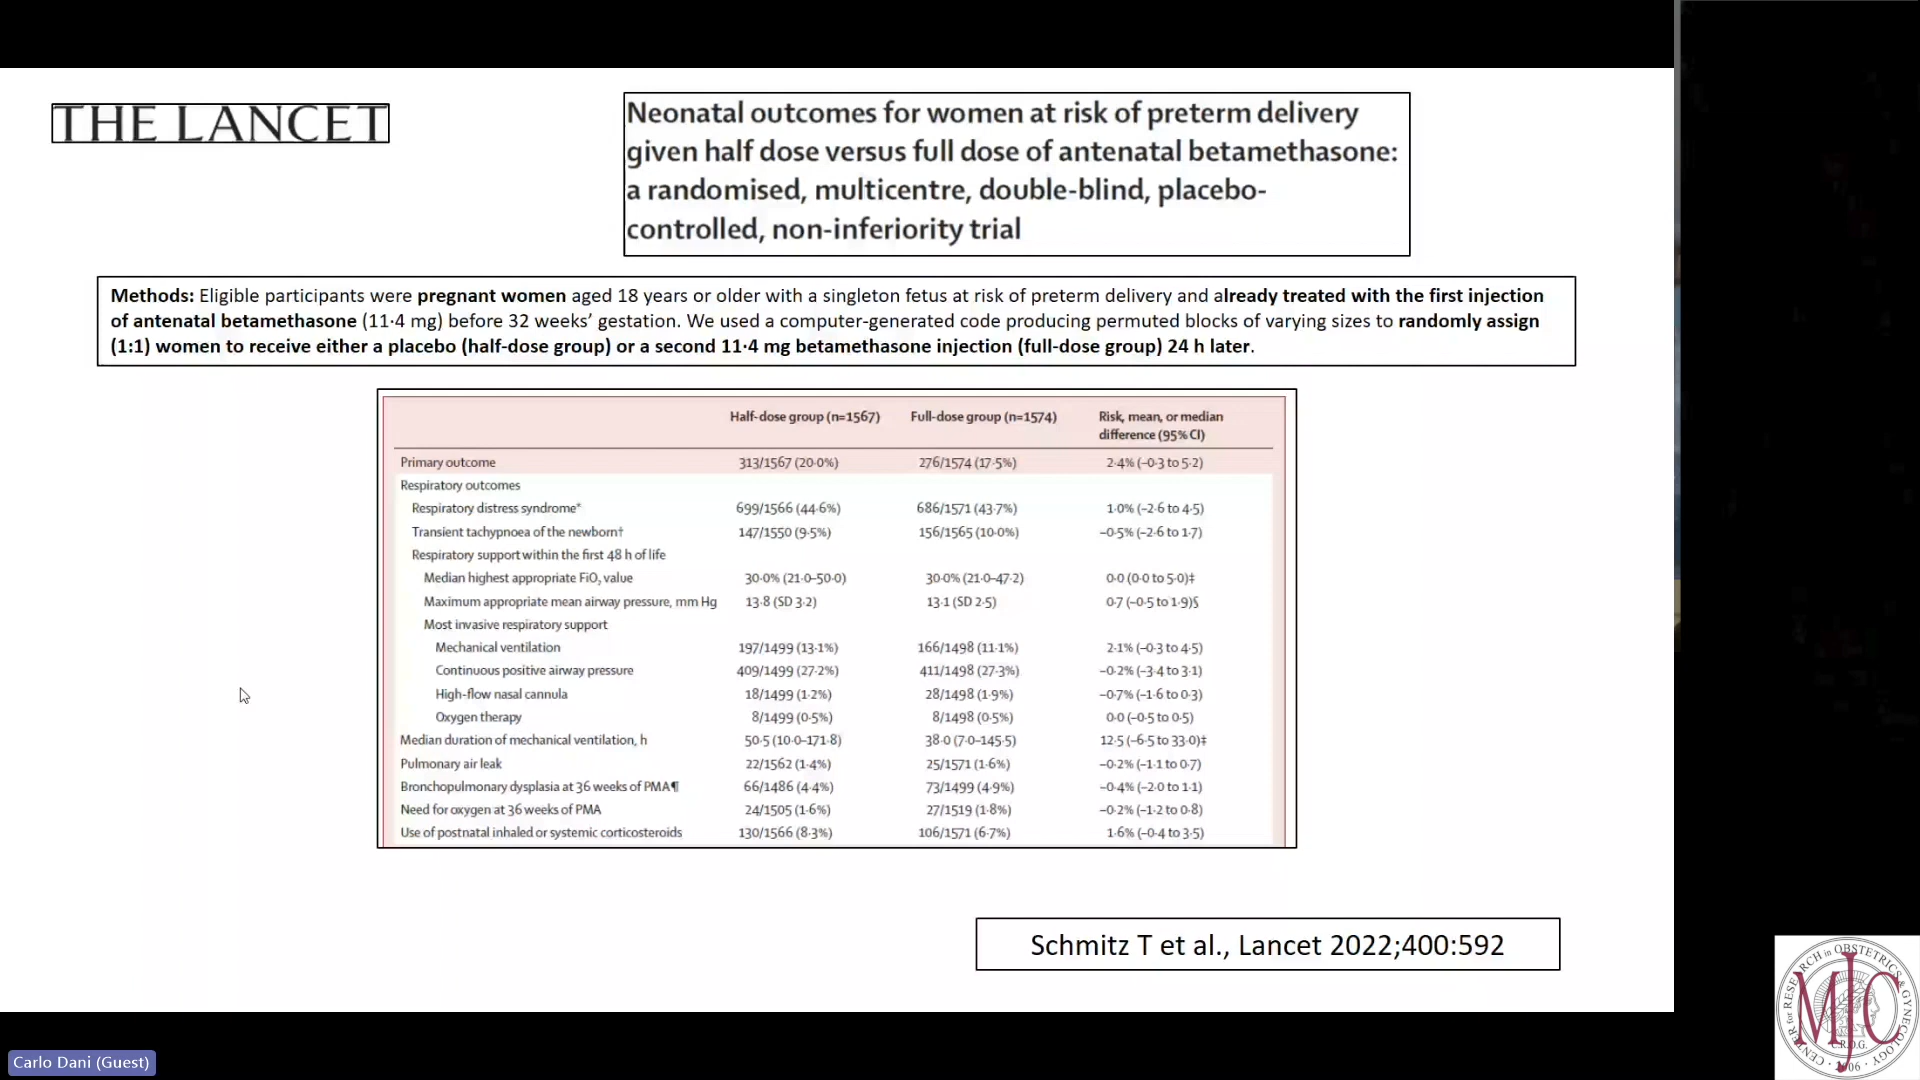 THE LANCET
Neonatal outcomes for women at risk of preterm delivery
given half dose versus full dose of antenatal betamethasone:
a randomised, multicentre, double-blind, placebo-
controlled, non-inferiority trial
Methods: Eligible participants were pregnant women aged 18 years or older with a singleton fetus at risk of preterm delivery and already treated with the first injection
of antenatal betamethasone (11·4 mg) before 32 weeks' gestation. We used a computer-generated code producing permuted blocks of varying sizes to randomly assign
(1:1) women to receive either a placebo (half-dose group) or a second 11·4 mg betamethasone injection (full-dose group) 24 h later.
Half-dose group (n=1567) Full-dose group (n=1574) Risk, mean, or median
difference (95% CI)
Primary outcome 313/1567 (20·0%) 276/1574 (17·5%) 2·4% (−0·3 to 5·2)
Respiratory outcomes
Respiratory distress syndrome* 699/1566 (44·6%) 686/1571 (43·7%) 1·0% (−2·6 to 4·5)
Transient tachypnoea of the newborn† 147/1550 (9·5%) 156/1565 (10·0%) −0·5% (−2·6 to 1·7)
Respiratory support within the first 48 h of life
Median highest appropriate FiO₂ value 30·0% (21·0–50·0) 30·0% (21·0–47·2) 0·0 (0·0 to 5·0)‡
Maximum appropriate mean airway pressure, mm Hg 13·8 (SD 3·2) 13·1 (SD 2·5) 0·7 (−0·5 to 1·9)§
Most invasive respiratory support
Mechanical ventilation 197/1499 (13·1%) 166/1498 (11·1%) 2·1% (−0·3 to 4·5)
Continuous positive airway pressure 409/1499 (27·2%) 411/1498 (27·3%) −0·2% (−3·4 to 3·1)
High-flow nasal cannula 18/1499 (1·2%) 28/1498 (1·9%) −0·7% (−1·6 to 0·3)
Oxygen therapy 8/1499 (0·5%) 8/1498 (0·5%) 0·0 (−0·5 to 0·5)
Median duration of mechanical ventilation, h 50·5 (10·0–171·8) 38·0 (7·0–145·5) 12·5 (−6·5 to 33·0)‡
Pulmonary air leak 22/1562 (1·4%) 25/1571 (1·6%) −0·2% (−1·1 to 0·7)
Bronchopulmonary dysplasia at 36 weeks of PMA¶ 66/1486 (4·4%) 73/1499 (4·9%) −0·4% (−2·0 to 1·1)
Need for oxygen at 36 weeks of PMA 24/1505 (1·6%) 27/1519 (1·8%) −0·2% (−1·2 to 0·8)
Use of postnatal inhaled or systemic corticosteroids 130/1566 (8·3%) 106/1571 (6·7%) 1·6% (−0·4 to 3·5)
Schmitz T et al., Lancet 2022;400:592
CENTER for RESEARCH in OBSTETRICS & GYNECOLOGY
MJC
C.R.O.G.
2006
Carlo Dani (Guest)